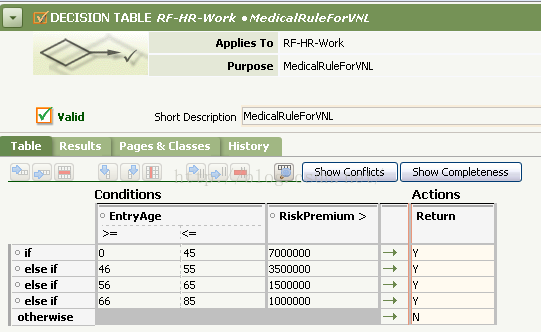 DECISION TABLE RF-HR-Work • MedicalRuleForVNL
Applies To RF-HR-Work
Purpose MedicalRuleForVNL
Valid Short Description MedicalRuleForVNL
Table Results Pages & Classes History
Show Conflicts Show Completeness
Conditions Actions
EntryAge RiskPremium > Return
>= <=
if 0 45 7000000 Y
else if 46 55 3500000 Y
else if 56 65 1500000 Y
else if 66 85 1000000 Y
otherwise N